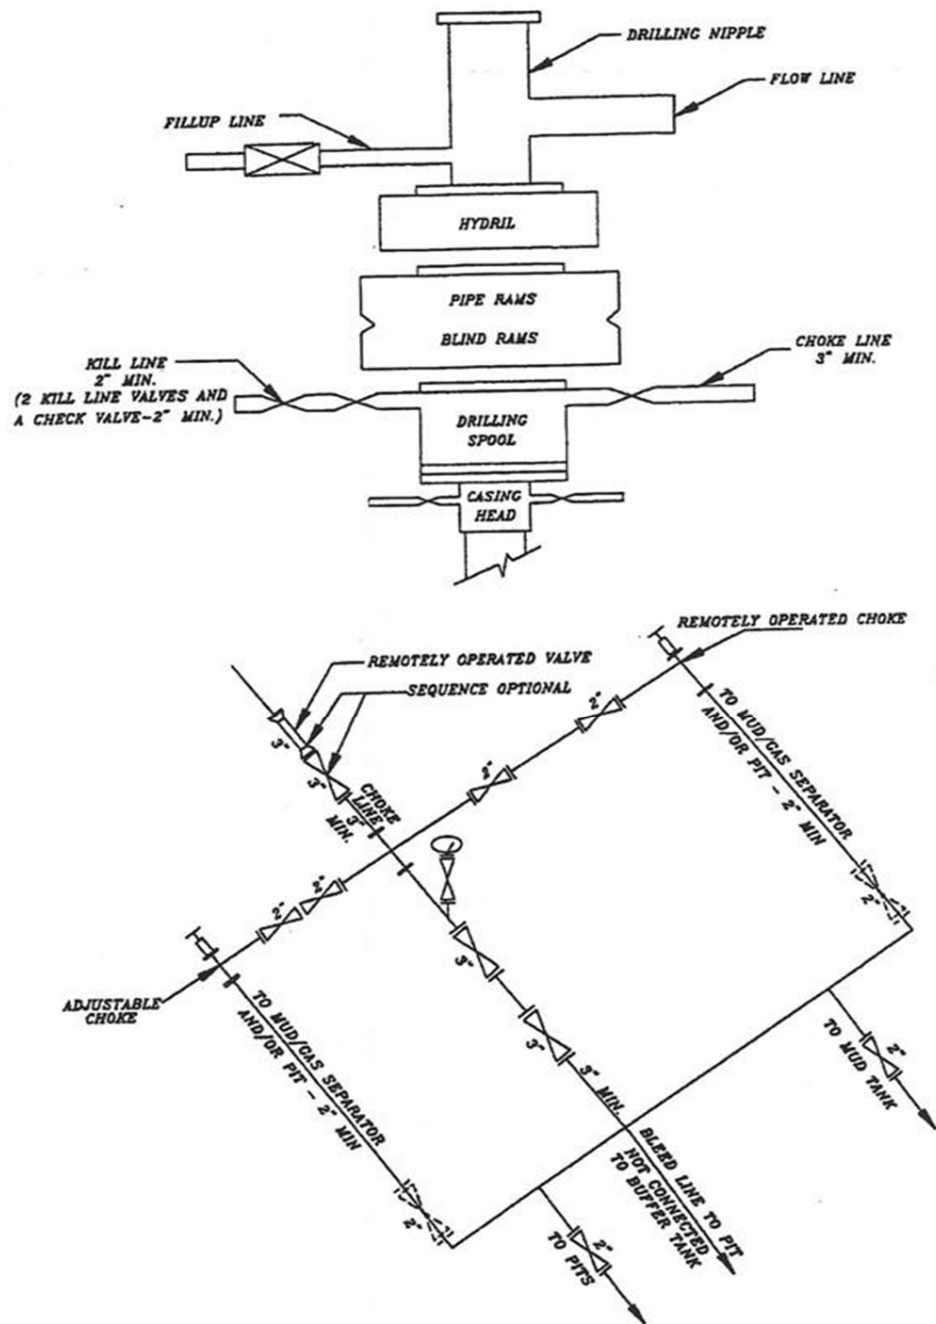 DRILLING NIPPLE
FLOW LINE
FILLUP LINE
HYDRIL
PIPE RAMS
BLIND RAMS
KILL LINE
2" MIN.
(2 KILL LINE VALVES AND
A CHECK VALVE-2" MIN.)
CHOKE LINE
3" MIN.
DRILLING
SPOOL
CASING
HEAD
REMOTELY OPERATED CHOKE
REMOTELY OPERATED VALVE
SEQUENCE OPTIONAL
3"
3"
CHOKE
LINE
3"
MIN.
2"
2"
TO MUD/GAS SEPARATOR
AND/OR PIT - 2" MIN
2"
2"
2"
ADJUSTABLE
CHOKE
TO MUD/GAS SEPARATOR
AND/OR PIT - 2" MIN
2"
3"
3"
3" MIN.
BLEED LINE TO PIT
NOT CONNECTED
TO BUFFER TANK
2"
TO MUD TANK
2"
TO PITS